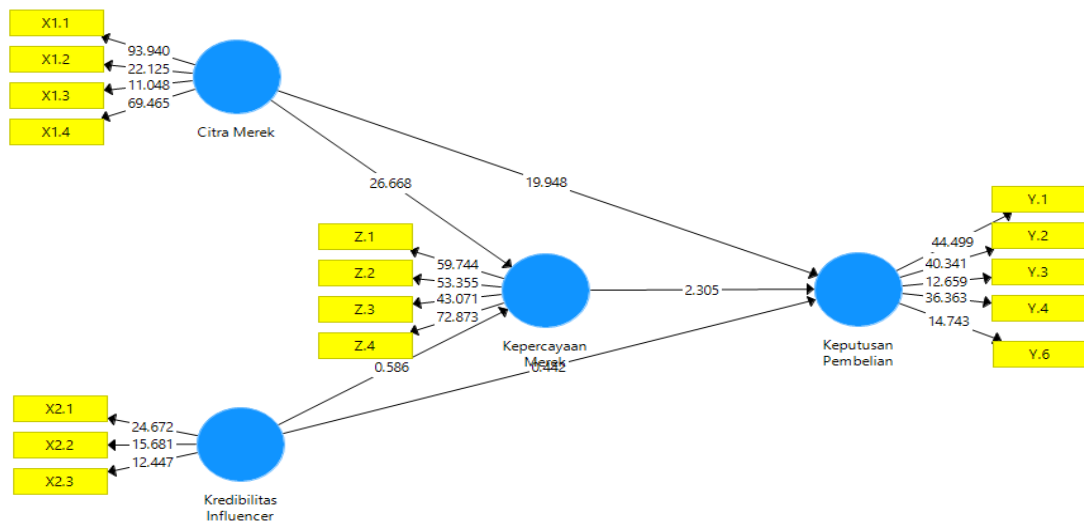 X1.1
93.940
X1.2
22.125
X1.3
11.048
X1.4
69.465
Citra Merek
26.668
19.948
Z.1
59.744
Z.2
53.355
Z.3
43.071
Z.4
72.873
Kepercayaan
Merek
2.305
0.586
0.442
Y.1
44.499
Y.2
40.341
Y.3
12.659
Y.4
36.363
Y.6
14.743
Keputusan
Pembelian
X2.1
24.672
X2.2
15.681
X2.3
12.447
Kredibilitas
Influencer